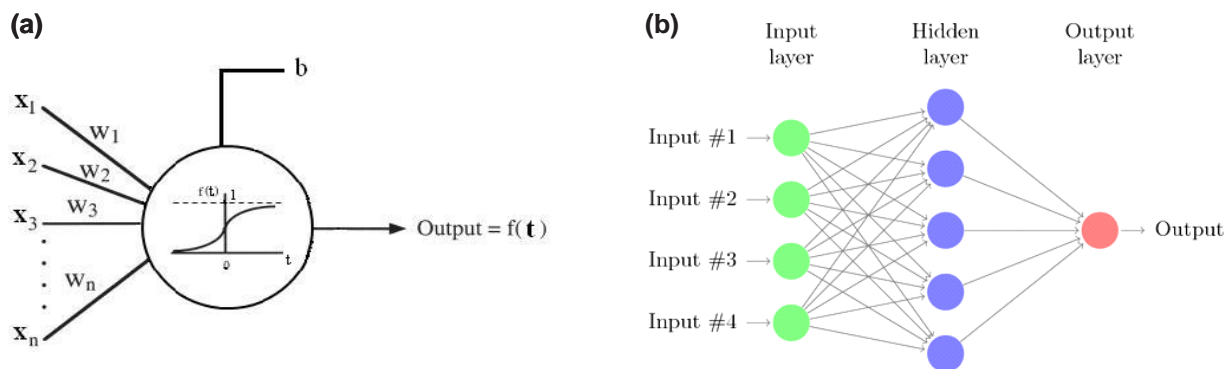 (a)
b
x1
w1
x2
w2
x3
w3
wn
xn
f(t)
1
0
t
Output = f( t )
(b)
Input
layer
Hidden
layer
Output
layer
Input #1
Input #2
Input #3
Input #4
Output